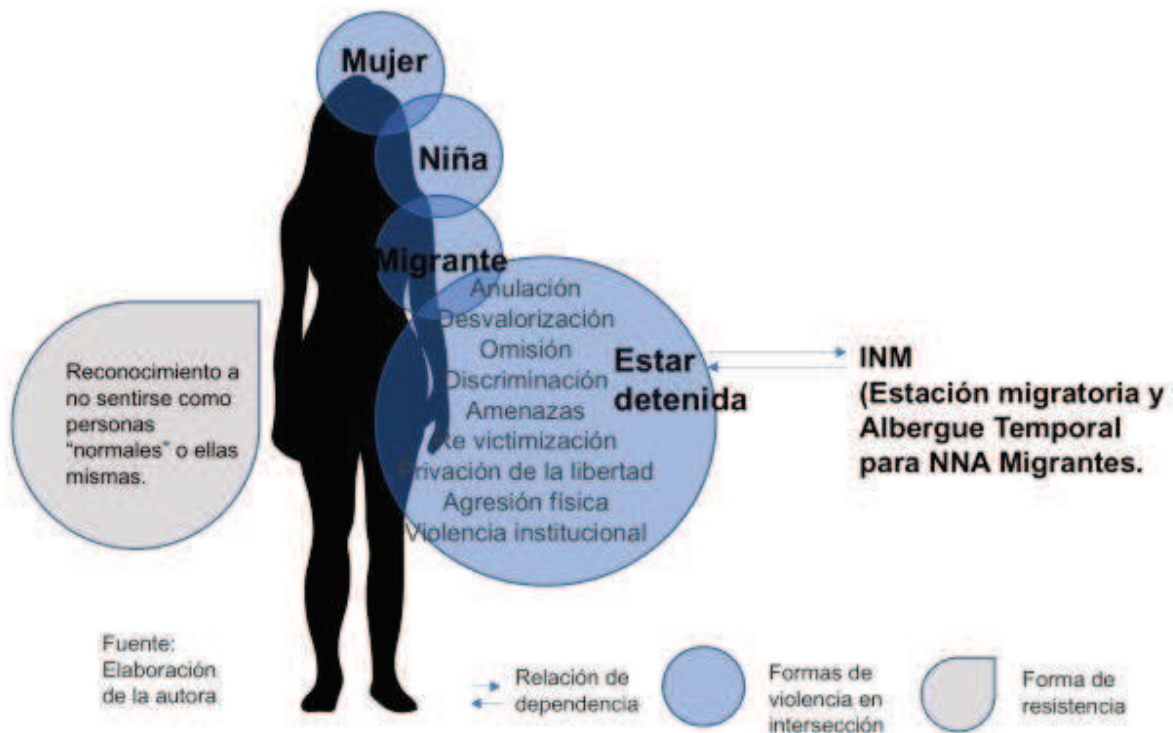 Mujer
Niña
Migrante
Anulación
Desvalorización
Omisión
Discriminación
Amenazas
Re victimización
Privación de la libertad
Agresión física
Violencia institucional
Estar
detenida
INM
(Estación migratoria y
Albergue Temporal
para NNA Migrantes.
Reconocimiento a
no sentirse como
personas
“normales” o ellas
mismas.
Fuente:
Elaboración
de la autora
Relación de
dependencia
Formas de
violencia en
intersección
Forma de
resistencia